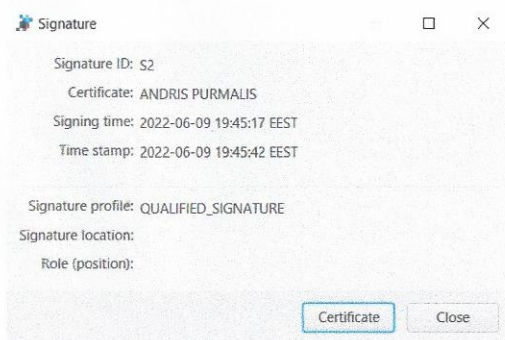 Signature
Signature ID: S2
Certificate: ANDRIS PURMALIS
Signing time: 2022-06-09 19:45:17 EEST
Time stamp: 2022-06-09 19:45:42 EEST
Signature profile: QUALIFIED_SIGNATURE
Signature location:
Role (position):
Certificate Close